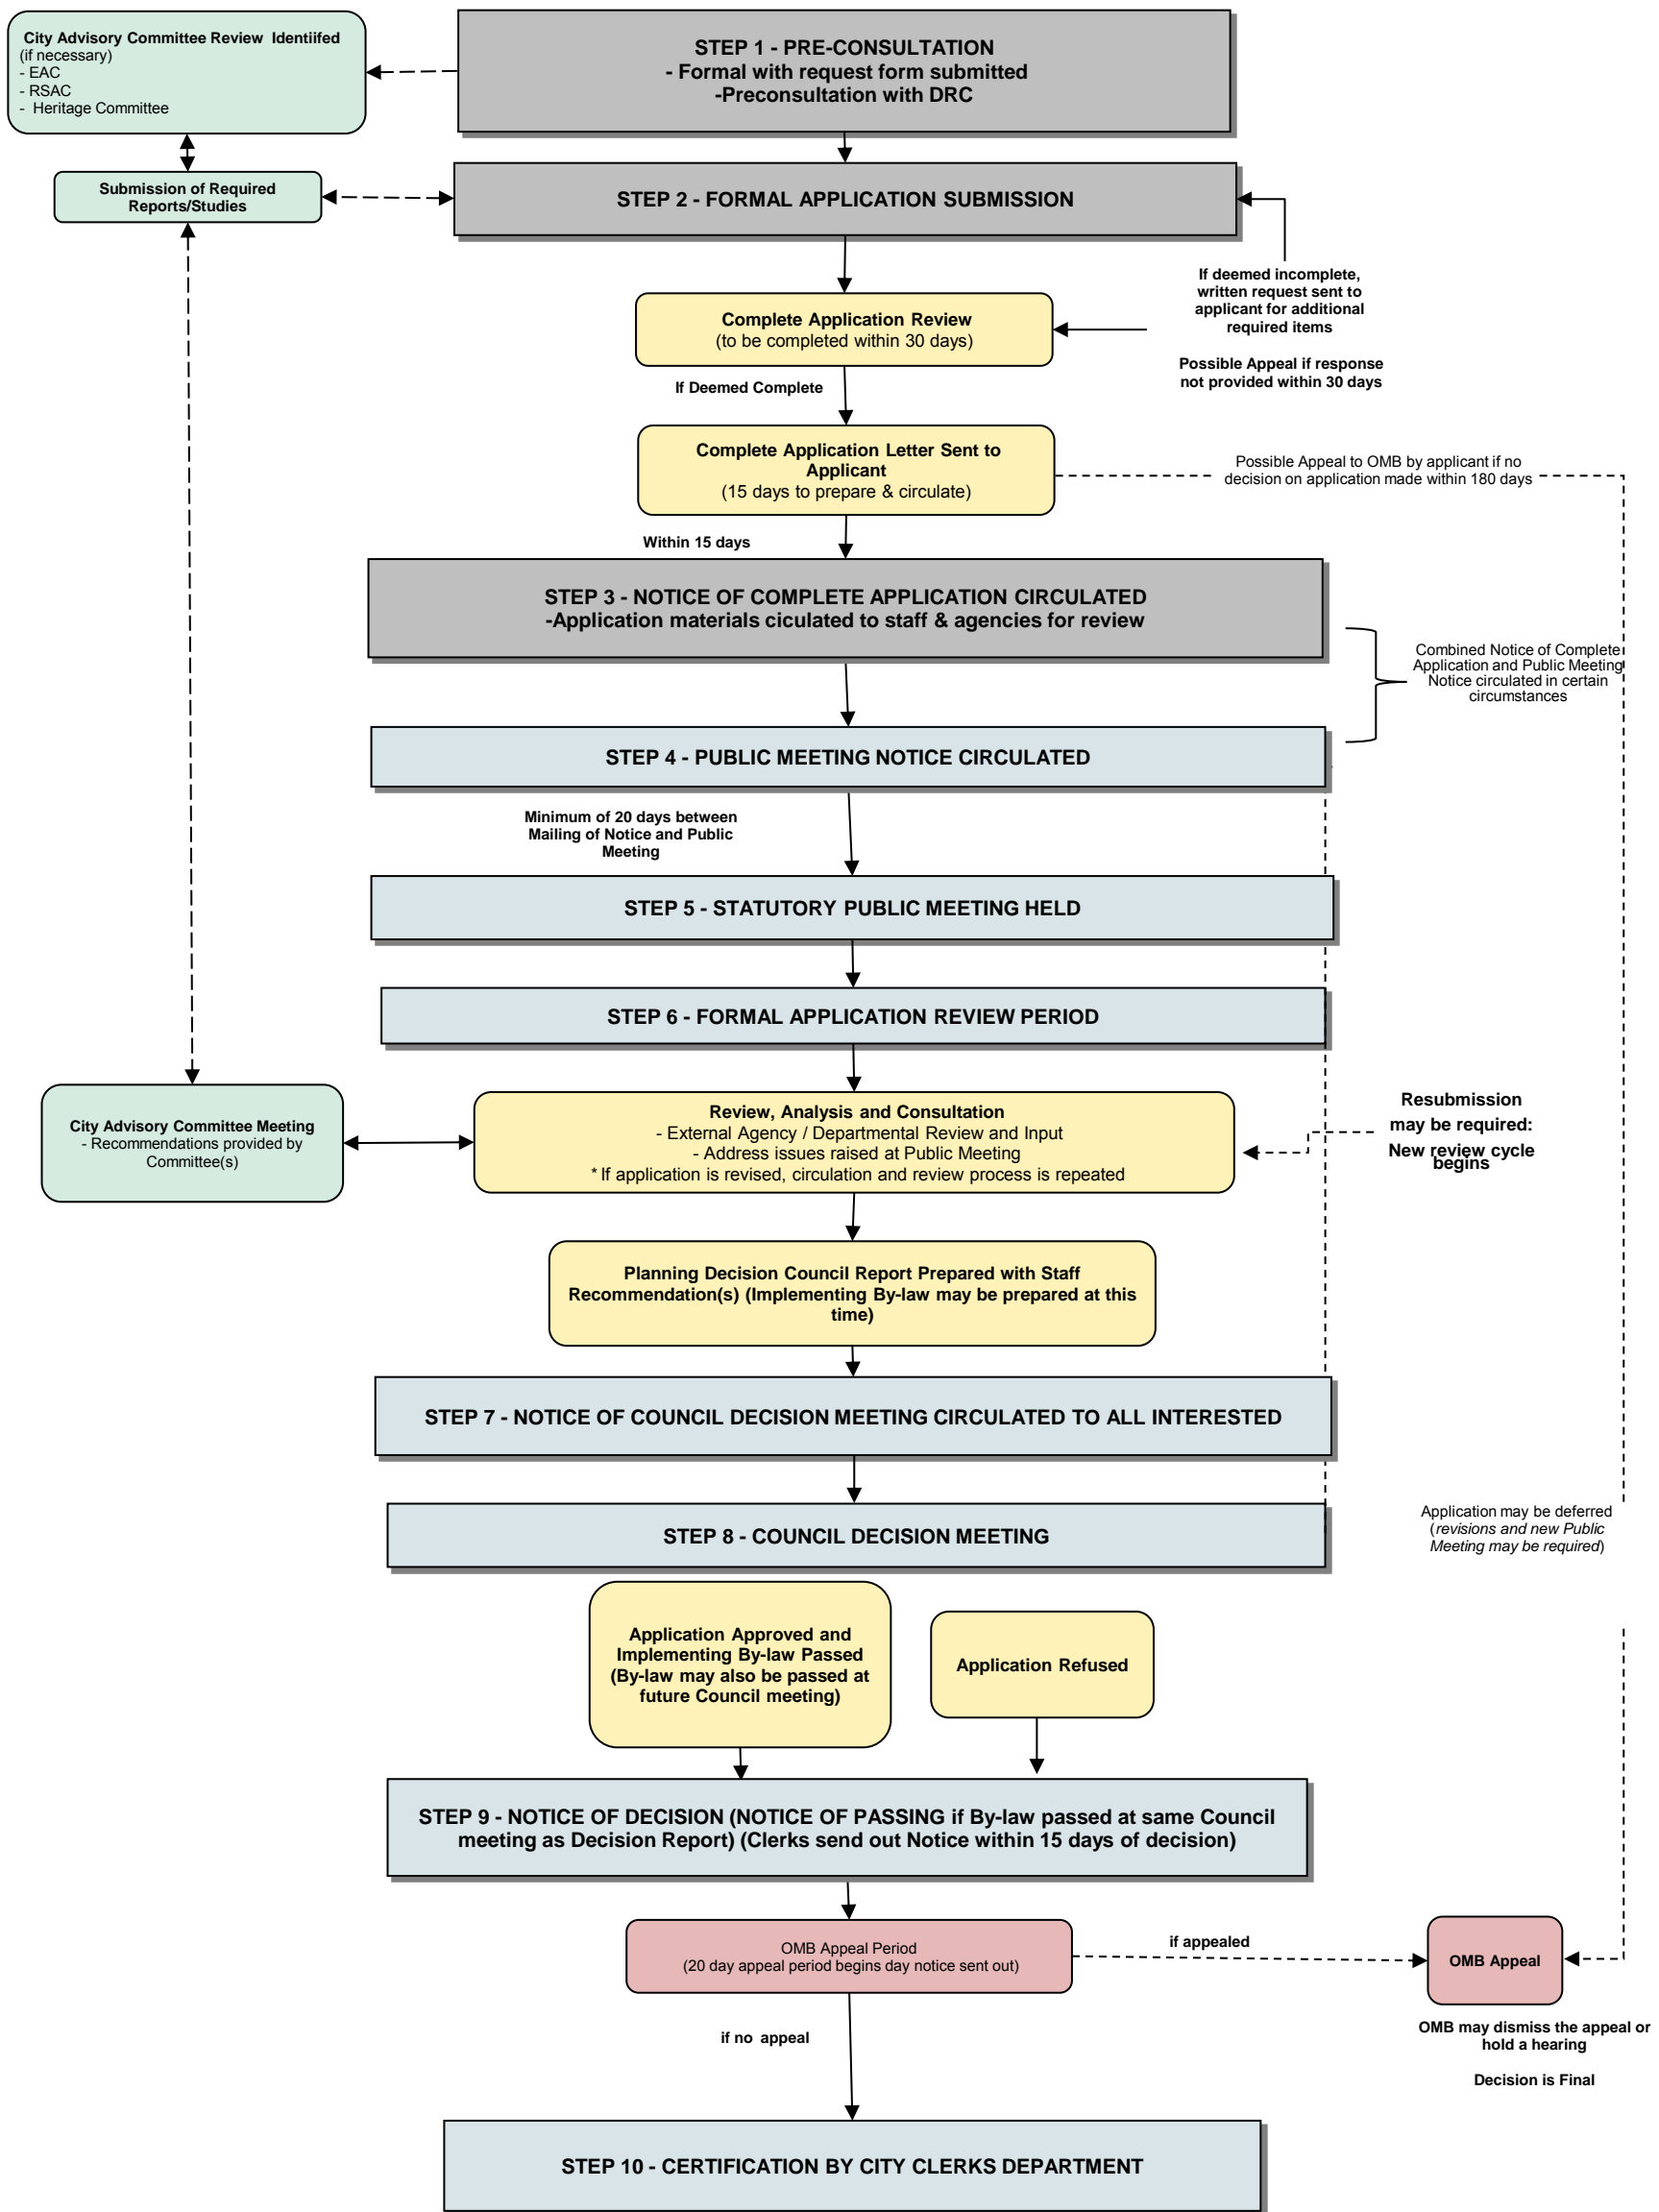 City Advisory Committee Review Identiifed
(if necessary)
- EAC
- RSAC
- Heritage Committee
STEP 1 - PRE-CONSULTATION
- Formal with request form submitted
-Preconsultation with DRC
Submission of Required
Reports/Studies
STEP 2 - FORMAL APPLICATION SUBMISSION
If deemed incomplete,
written request sent to
applicant for additional
required items
Possible Appeal if response
not provided within 30 days
Complete Application Review
(to be completed within 30 days)
If Deemed Complete
Complete Application Letter Sent to
Applicant
(15 days to prepare & circulate)
Possible Appeal to OMB by applicant if no
decision on application made within 180 days
Within 15 days
STEP 3 - NOTICE OF COMPLETE APPLICATION CIRCULATED
-Application materials ciculated to staff & agencies for review
Combined Notice of Complete
Application and Public Meeting
Notice circulated in certain
circumstances
STEP 4 - PUBLIC MEETING NOTICE CIRCULATED
Minimum of 20 days between
Mailing of Notice and Public
Meeting
STEP 5 - STATUTORY PUBLIC MEETING HELD
STEP 6 - FORMAL APPLICATION REVIEW PERIOD
City Advisory Committee Meeting
- Recommendations provided by
Committee(s)
Review, Analysis and Consultation
- External Agency / Departmental Review and Input
- Address issues raised at Public Meeting
* If application is revised, circulation and review process is repeated
Resubmission
may be required:
New review cycle
begins
Planning Decision Council Report Prepared with Staff
Recommendation(s) (Implementing By-law may be prepared at this
time)
STEP 7 - NOTICE OF COUNCIL DECISION MEETING CIRCULATED TO ALL INTERESTED
STEP 8 - COUNCIL DECISION MEETING
Application may be deferred
(revisions and new Public
Meeting may be required)
Application Approved and
Implementing By-law Passed
(By-law may also be passed at
future Council meeting)
Application Refused
STEP 9 - NOTICE OF DECISION (NOTICE OF PASSING if By-law passed at same Council
meeting as Decision Report) (Clerks send out Notice within 15 days of decision)
OMB Appeal Period
(20 day appeal period begins day notice sent out)
if appealed
OMB Appeal
OMB may dismiss the appeal or
hold a hearing
Decision is Final
if no appeal
STEP 10 - CERTIFICATION BY CITY CLERKS DEPARTMENT